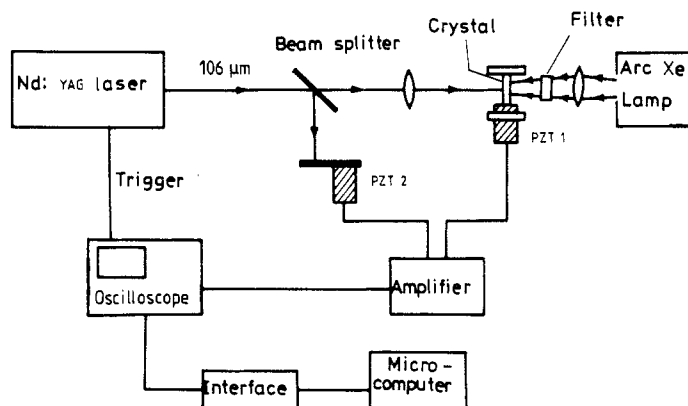 Beam splitter
Crystal
Filter
Nd: YAG laser
106 μm
Arc Xe
Lamp
PZT 1
PZT 2
Trigger
Oscilloscope
Amplifier
Interface
Micro-
computer